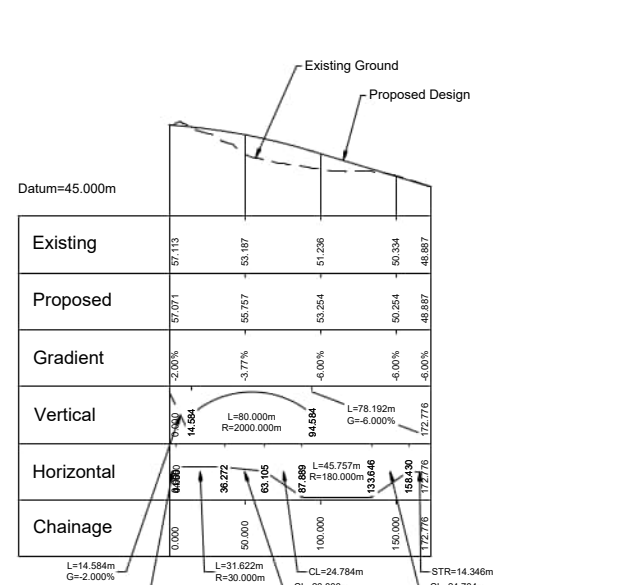 Existing Ground
Proposed Design
Datum=45.000m
Existing
57.113
53.187
51.236
50.334
48.887
Proposed
57.071
55.757
53.254
50.254
48.887
Gradient
-2.00%
-3.77%
-6.00%
-6.00%
-6.00%
Vertical
0.000
14.584
L=80.000m
R=2000.000m
94.584
L=78.192m
G=-6.000%
172.776
Horizontal
36.272
63.105
87.889
L=45.757m
R=180.000m
133.646
158.430
172.776
Chainage
0.000
50.000
100.000
150.000
172.776
L=14.584m
G=-2.000%
L=31.622m
R=30.000m
CL=24.784m
STR=14.346m